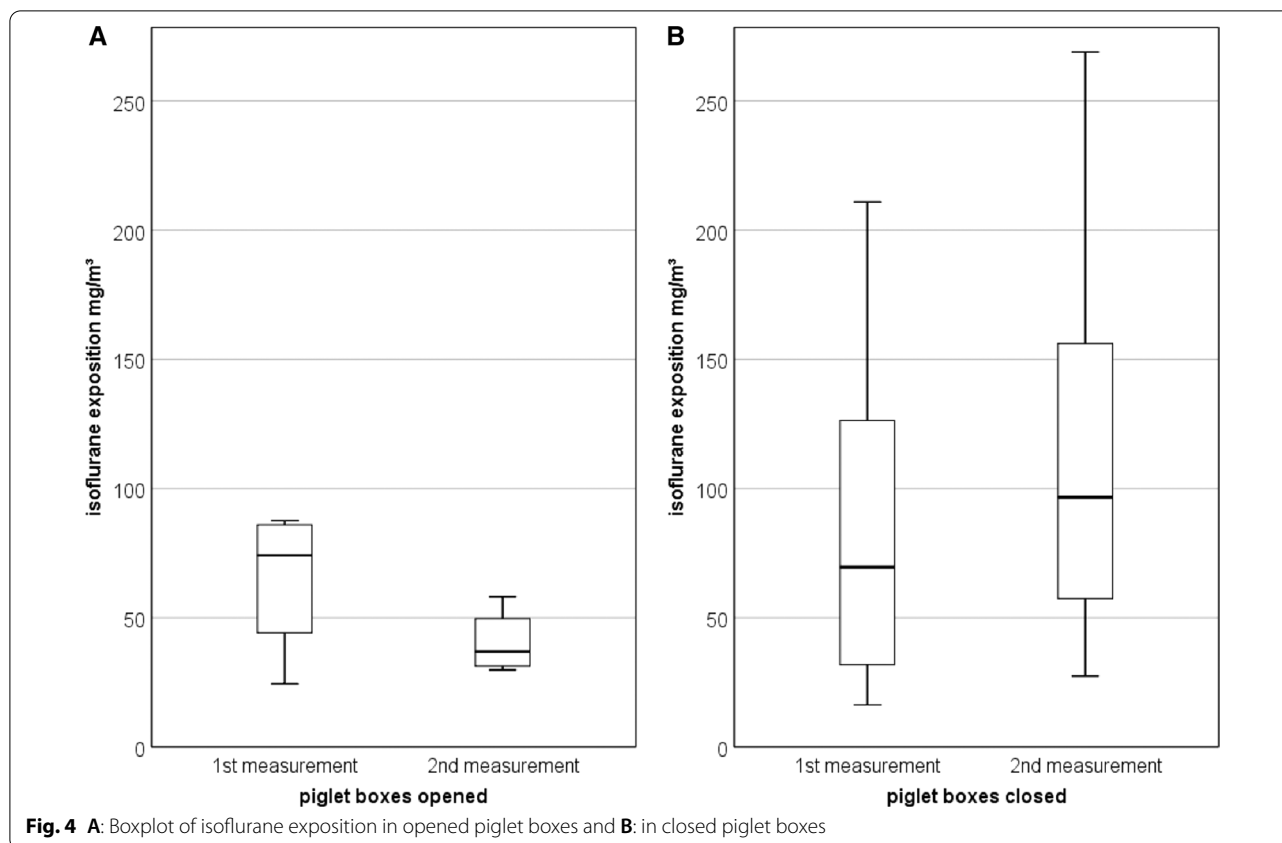 A
isoflurane exposition mg/m³
250
200
150
100
50
0
1st measurement 2nd measurement
piglet boxes opened
B
isoflurane exposition mg/m³
250
200
150
100
50
0
1st measurement 2nd measurement
piglet boxes closed
Fig. 4 A: Boxplot of isoflurane exposition in opened piglet boxes and B: in closed piglet boxes